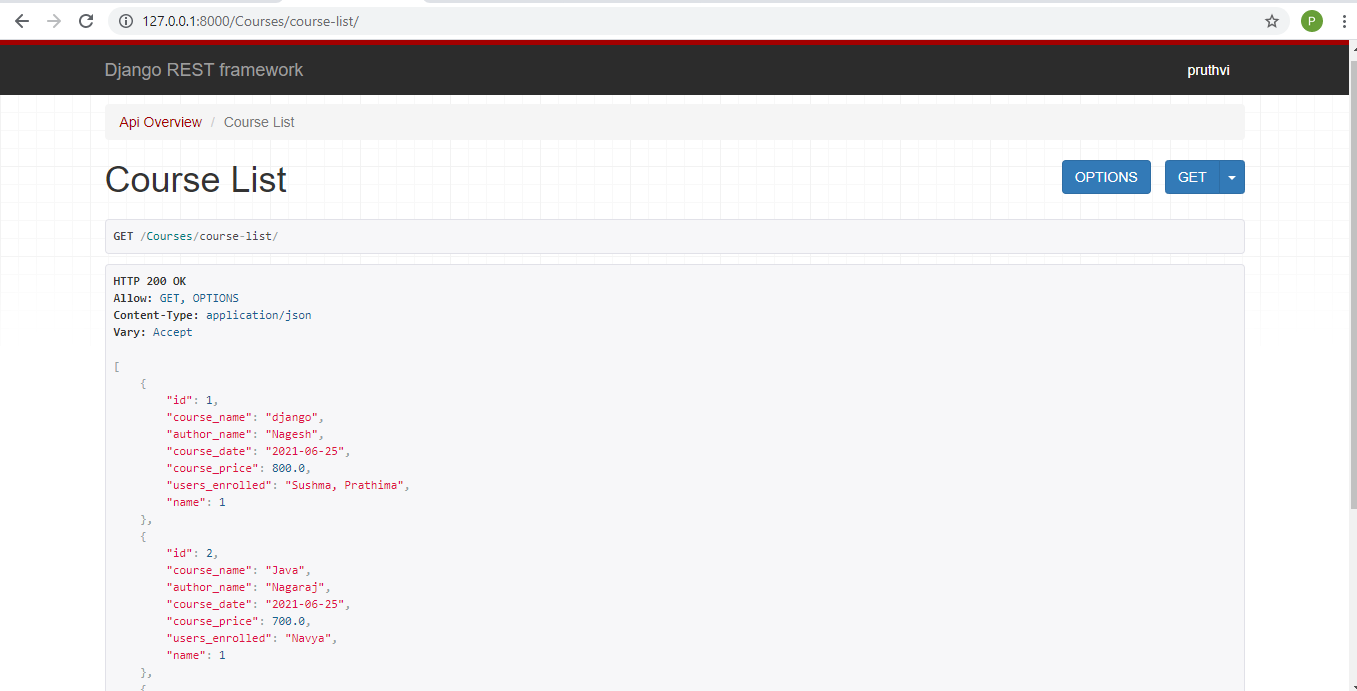 127.0.0.1:8000/Courses/course-list/
P
Django REST framework
pruthvi
Api Overview / Course List
Course List
OPTIONS
GET
GET /Courses/course-list/
HTTP 200 OK
Allow: GET, OPTIONS
Content-Type: application/json
Vary: Accept
[
{
"id": 1,
"course_name": "django",
"author_name": "Nagesh",
"course_date": "2021-06-25",
"course_price": 800.0,
"users_enrolled": "Sushma, Prathima",
"name": 1
},
{
"id": 2,
"course_name": "Java",
"author_name": "Nagaraj",
"course_date": "2021-06-25",
"course_price": 700.0,
"users_enrolled": "Navya",
"name": 1
},
{